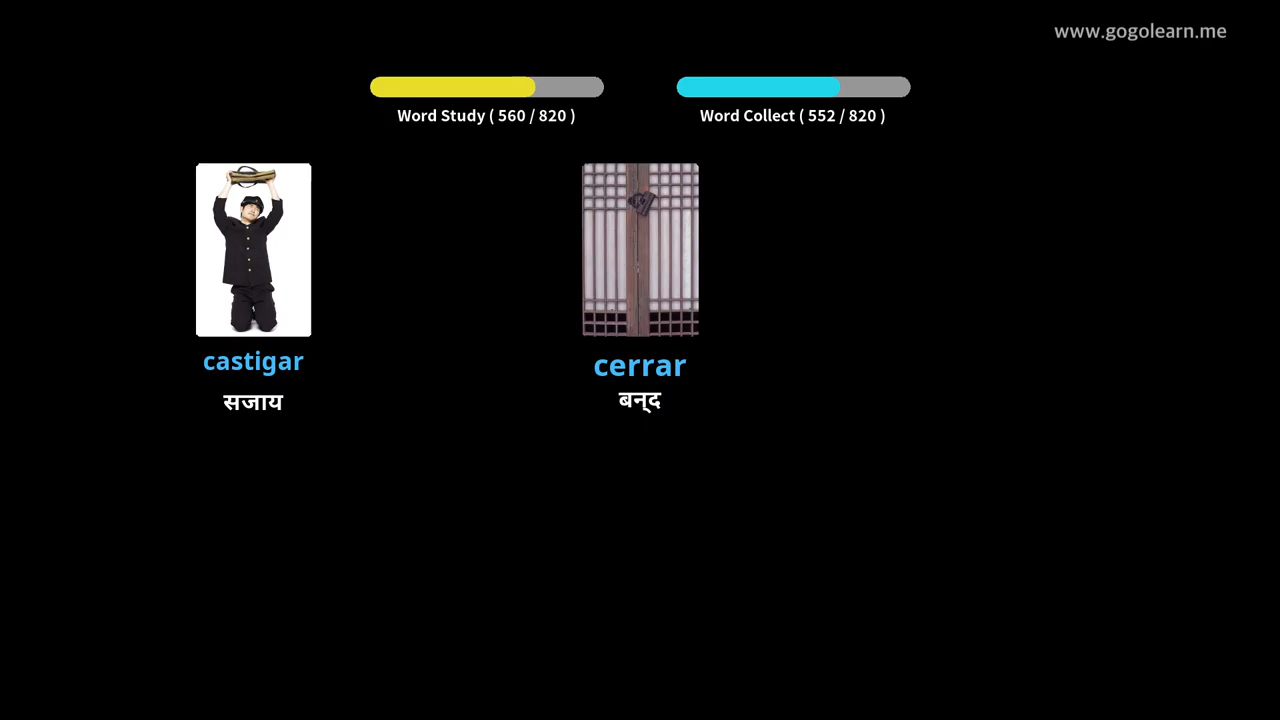 www.gogolearn.me
Word Study ( 560 / 820 )
Word Collect ( 552 / 820 )
castigar
सजाय
cerrar
बन्द